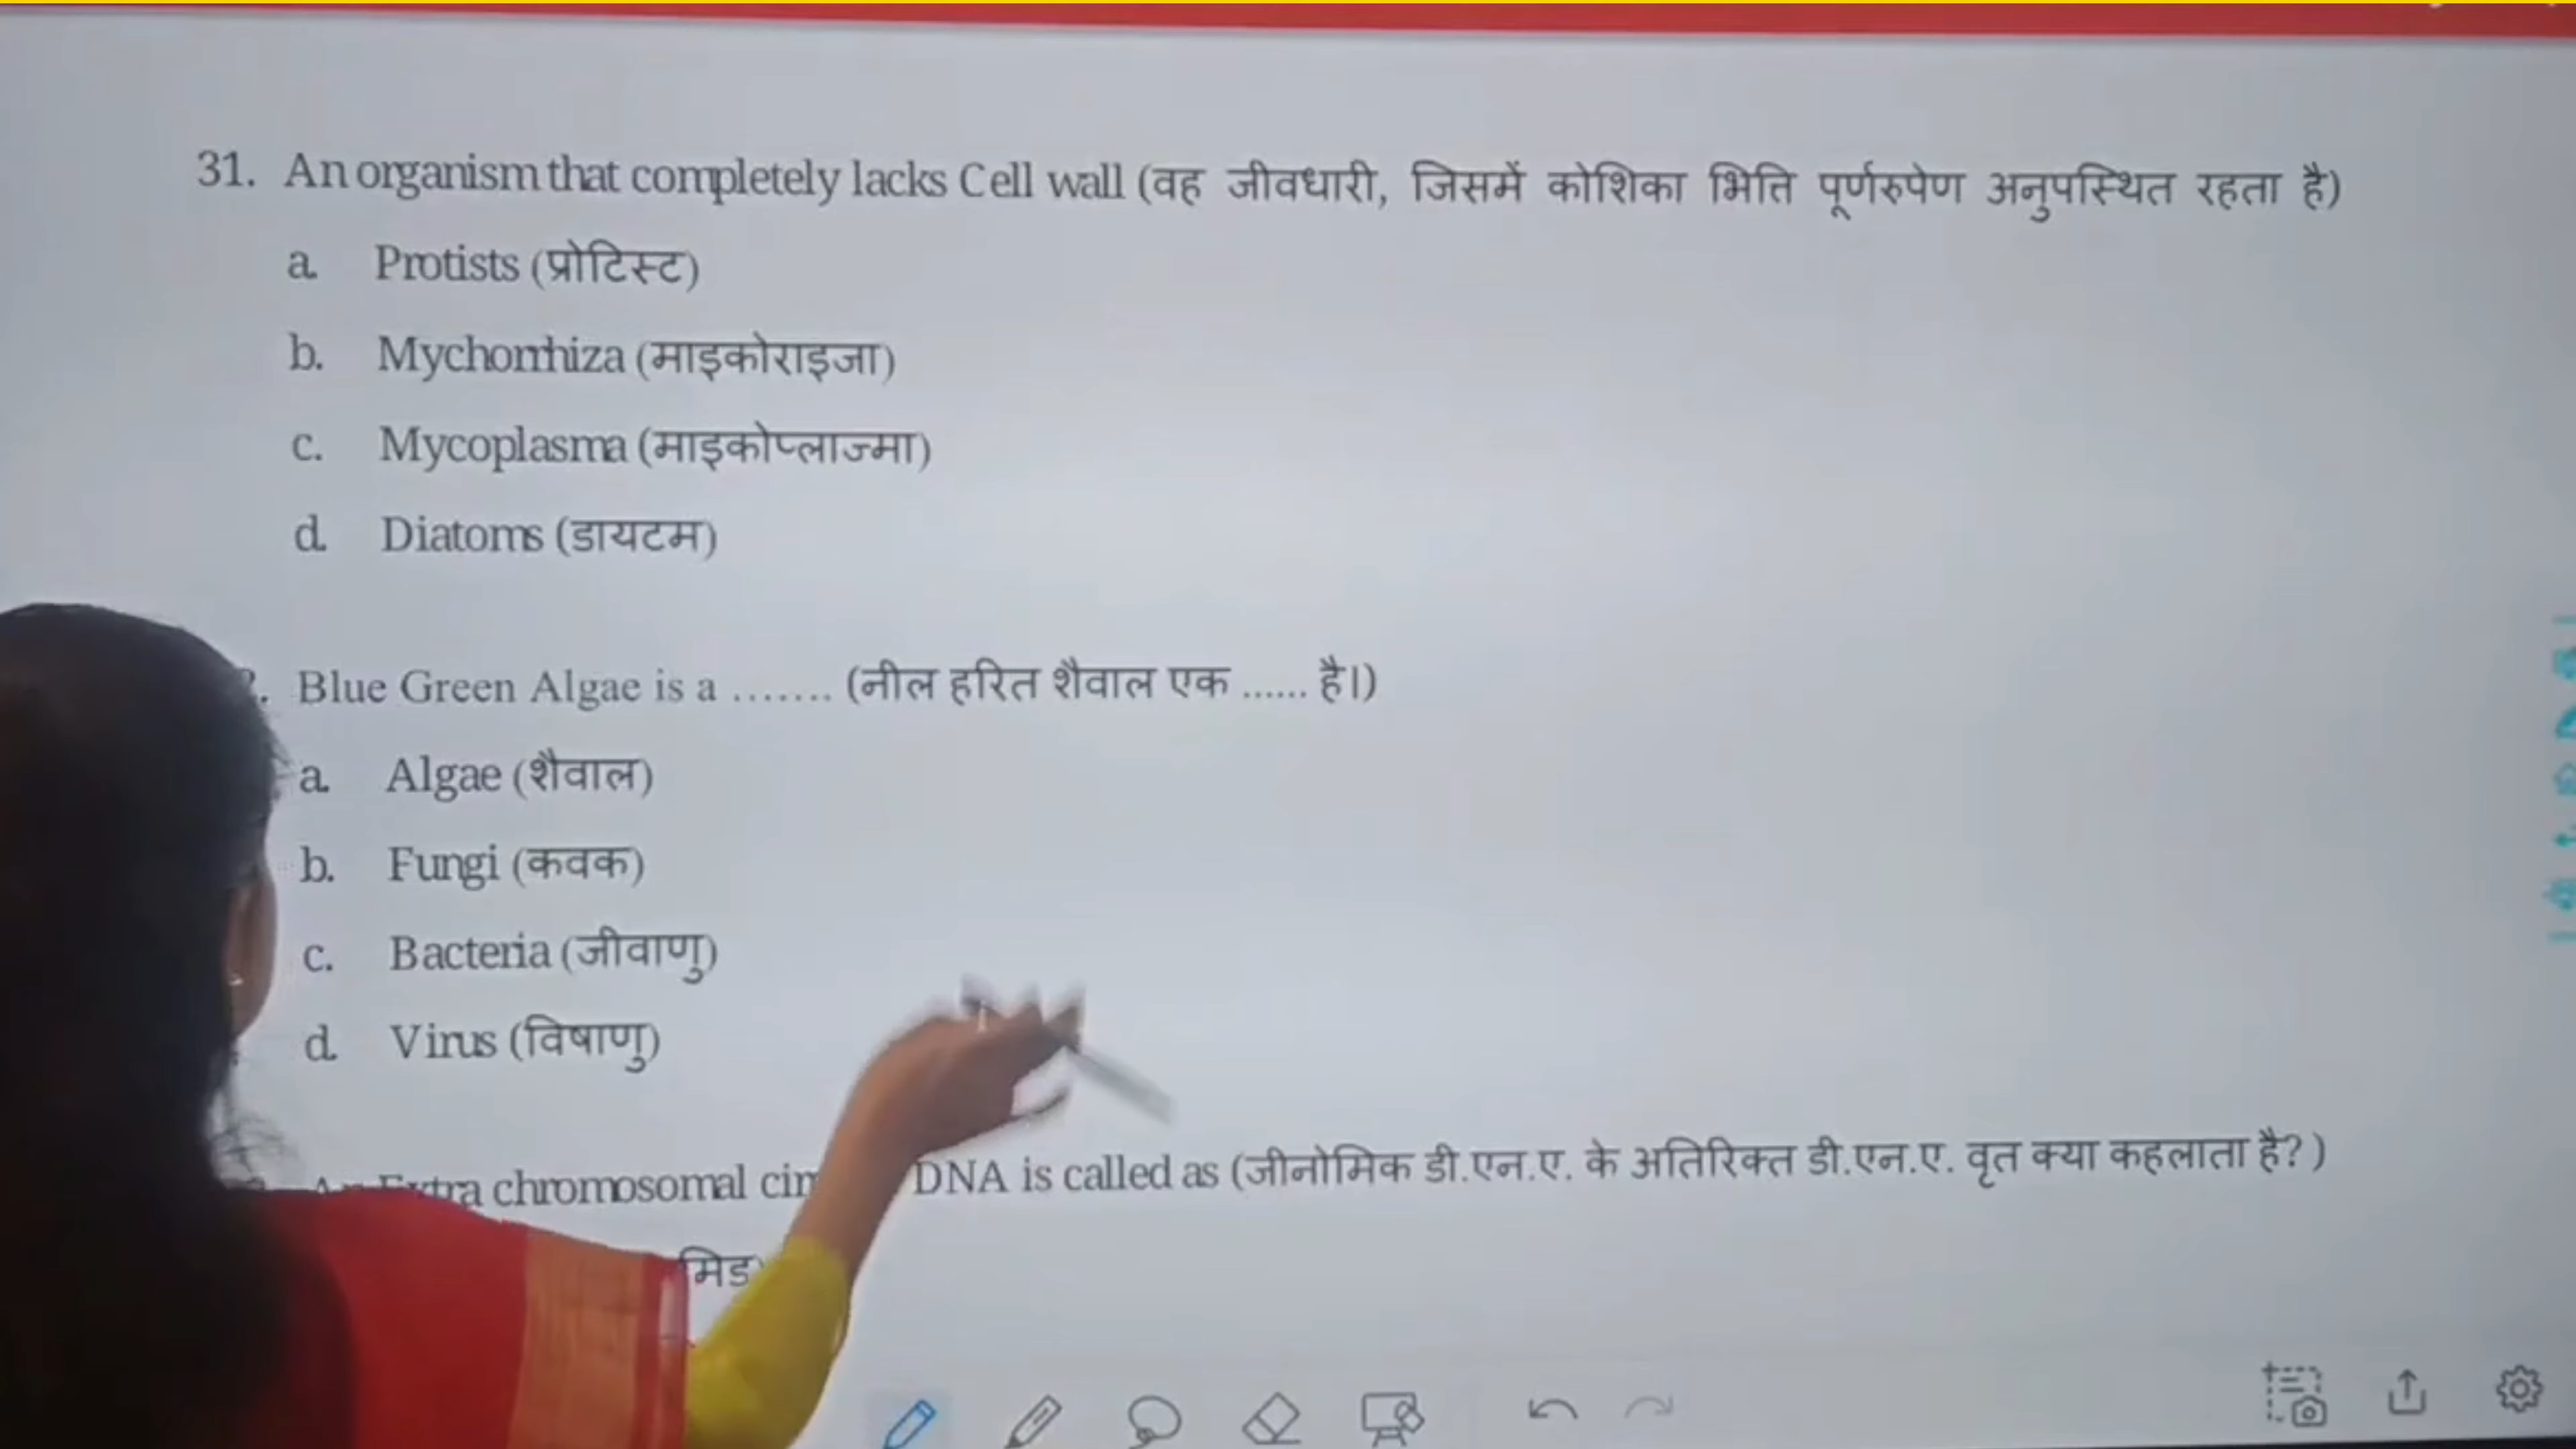 31. An organism that completely lacks Cell wall (वह जीवधारी, जिसमें कोशिका भित्ति पूर्णरुपेण अनुपस्थित रहता है)
a. Protists (प्रोटिस्ट)
b. Mychorrhiza (माइकोराइजा)
c. Mycoplasma (माइकोप्लाज्मा)
d. Diatoms (डायटम)
Blue Green Algae is a ....... (नील हरित शैवाल एक ...... है।)
a. Algae (शैवाल)
b. Fungi (कवक)
c. Bacteria (जीवाणु)
d. Virus (विषाणु)
Extra chromosomal DNA is called as (जीनोमिक डी.एन.ए. के अतिरिक्त डी.एन.ए. वृत क्या कहलाता है? )